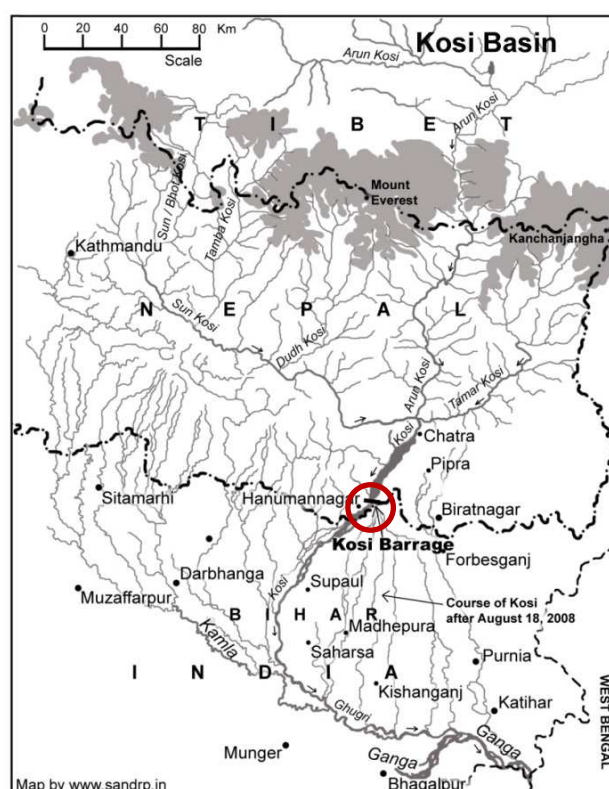 0 20 40 60 80 Km
Scale
Kosi Basin
Arun Kosi
Arun Kosi
T I B E T
Sun / Bhot Kosi
Tamba Kosi
Mount
Everest
Kanchanjangha
Kathmandu
N E P A L
Sun Kosi
Dudh Kosi
Arun Kosi
Tamar Kosi
Kosi
Chatra
Pipra
Sitamarhi
Hanumannagar
Biratnagar
Kosi Barrage
Forbesganj
Darbhanga
Kosi
Supaul
Muzaffarpur
B I H A R
Course of Kosi
after August 18, 2008
Madhepura
Kamla
Saharsa
Purnia
I N D I A
Kishanganj
WEST BENGAL
Katihar
Ghugri
Munger
Ganga
Ganga
Bhagalpur
Map by www.sandrp.in